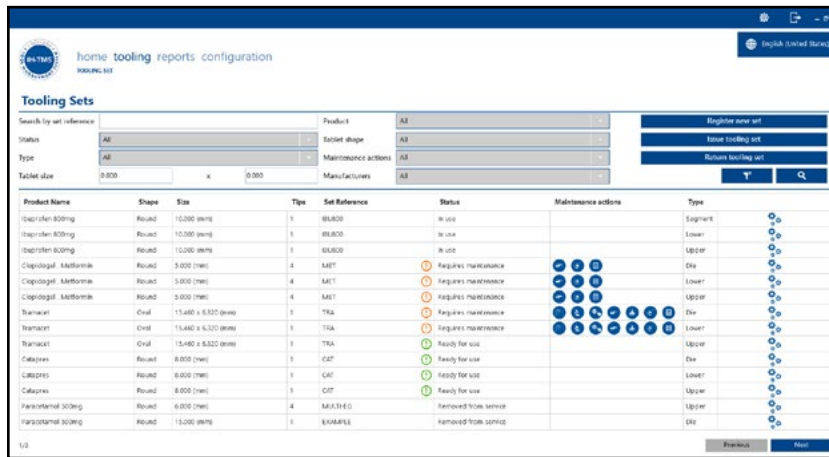 IH-TMS
English (United States)
home tooling reports configuration
TOOLING SET
Tooling Sets
Search by set reference Product All Register new set
Status All Tablet shape All Issue tooling set
Type All Maintenance actions All Return tooling set
Tablet size 0.000 x 0.000 Manufacturers All
Product Name Shape Size Tips Set Reference Status Maintenance actions Type
Ibuprofen 800mg Round 10.000 (mm) 1 IBU800 In use Segment
Ibuprofen 800mg Round 10.000 (mm) 1 IBU800 In use Lower
Ibuprofen 800mg Round 10.000 (mm) 1 IBU800 In use Upper
Clopidogel . Metformin Round 5.000 (mm) 4 MET Requires maintenance Die
Clopidogel . Metformin Round 5.000 (mm) 4 MET Requires maintenance Lower
Clopidogel . Metformin Round 5.000 (mm) 4 MET Requires maintenance Upper
Tramacet Oval 15.460 x 6.320 (mm) 1 TRA Requires maintenance Die
Tramacet Oval 15.460 x 6.320 (mm) 1 TRA Requires maintenance Lower
Tramacet Oval 15.460 x 6.320 (mm) 1 TRA Ready for use Upper
Catapres Round 8.000 (mm) 1 CAT Ready for use Die
Catapres Round 8.000 (mm) 1 CAT Ready for use Lower
Catapres Round 8.000 (mm) 1 CAT Ready for use Upper
Paracetamol 500mg Round 6.000 (mm) 4 MULTI-EG Removed from service Upper
Paracetamol 500mg Round 15.000 (mm) 1 EXAMPLE Removed from service Die
1/3 Previous Next